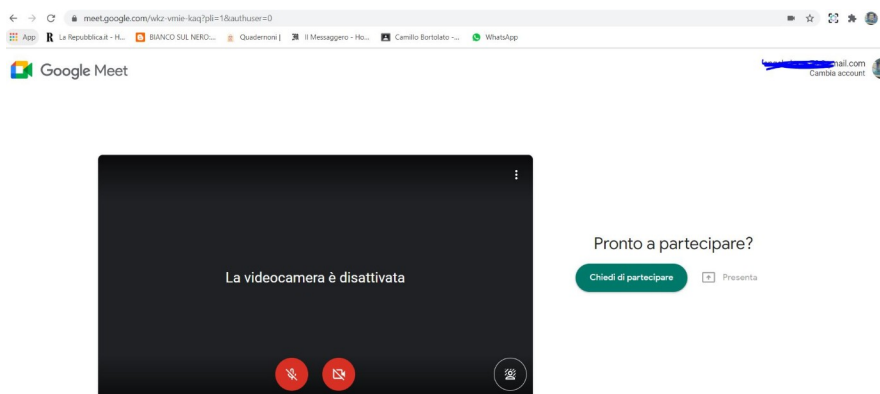 meet.google.com/wkz-vmie-kaq?pli=1&authuser=0
App La Repubblica.it - H... BIANCO SUL NERO:... Quadernoni | Il Messaggero - Ho... Camillo Bortolato -... WhatsApp
Google Meet
mail.com
Cambia account
La videocamera è disattivata
Pronto a partecipare?
Chiedi di partecipare Presenta